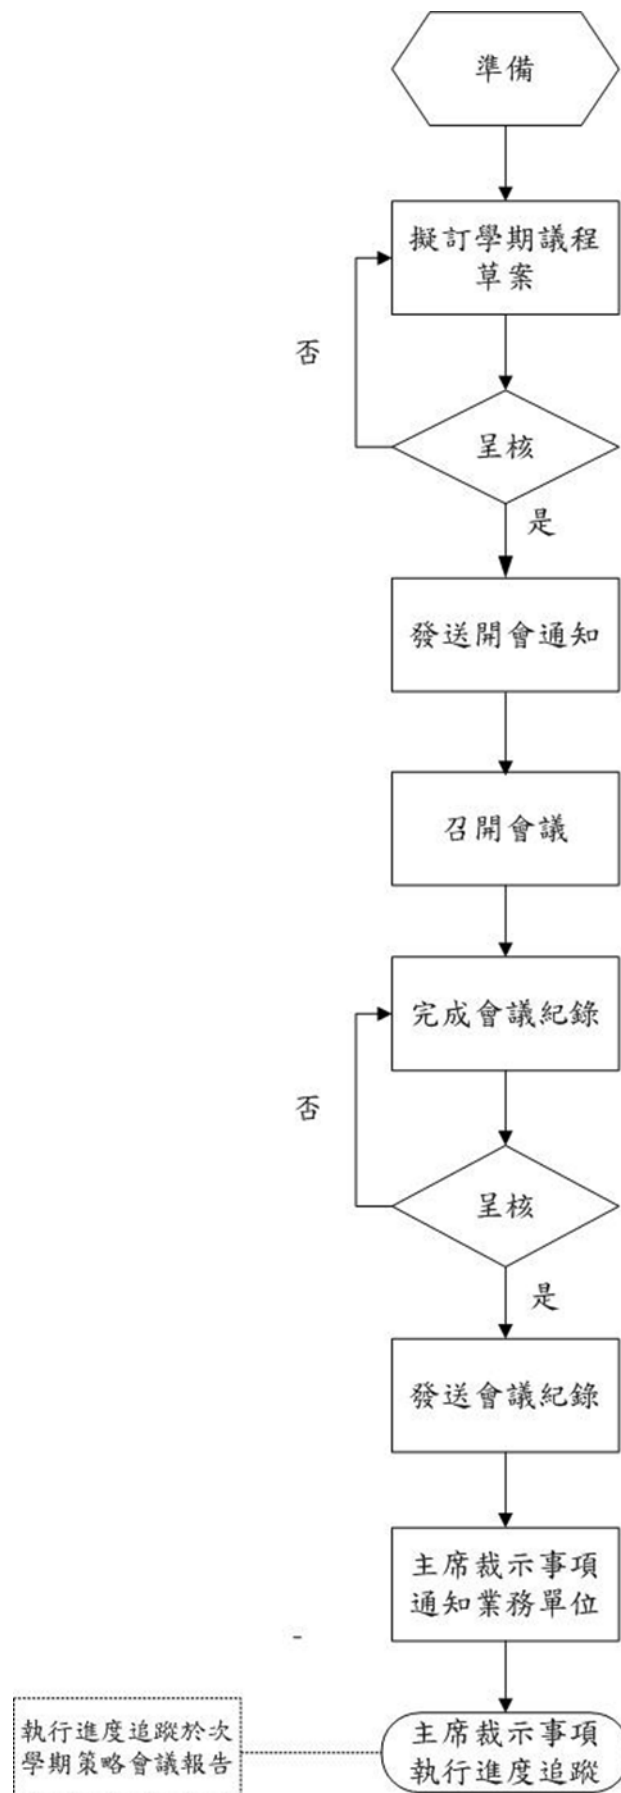 準備
擬訂學期議程
草案
否
呈核
是
發送開會通知
召開會議
完成會議紀錄
否
呈核
是
發送會議紀錄
主席裁示事項
通知業務單位
-
執行進度追蹤於次
學期策略會議報告
主席裁示事項
執行進度追蹤